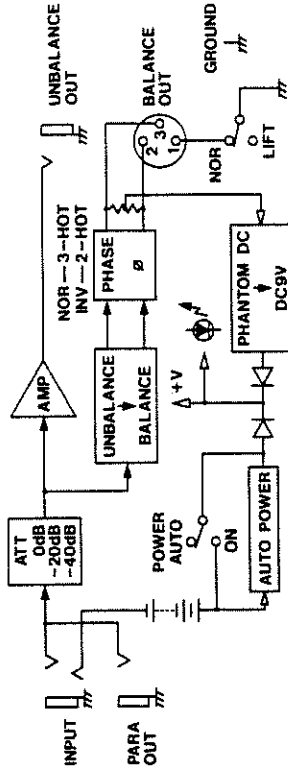 INPUT
PARA
OUT
ATT
0dB
-20dB
-40dB
AMP
UNBALANCE
OUT
NOR — 3-HOT
INV — 2-HOT
UNBALANCE
BALANCE
PHASE
ø
2
3
1
BALANCE
OUT
GROUND
NOR
LIFT
POWER
AUTO
ON
+V
AUTO POWER
PHANTOM DC
DC9V